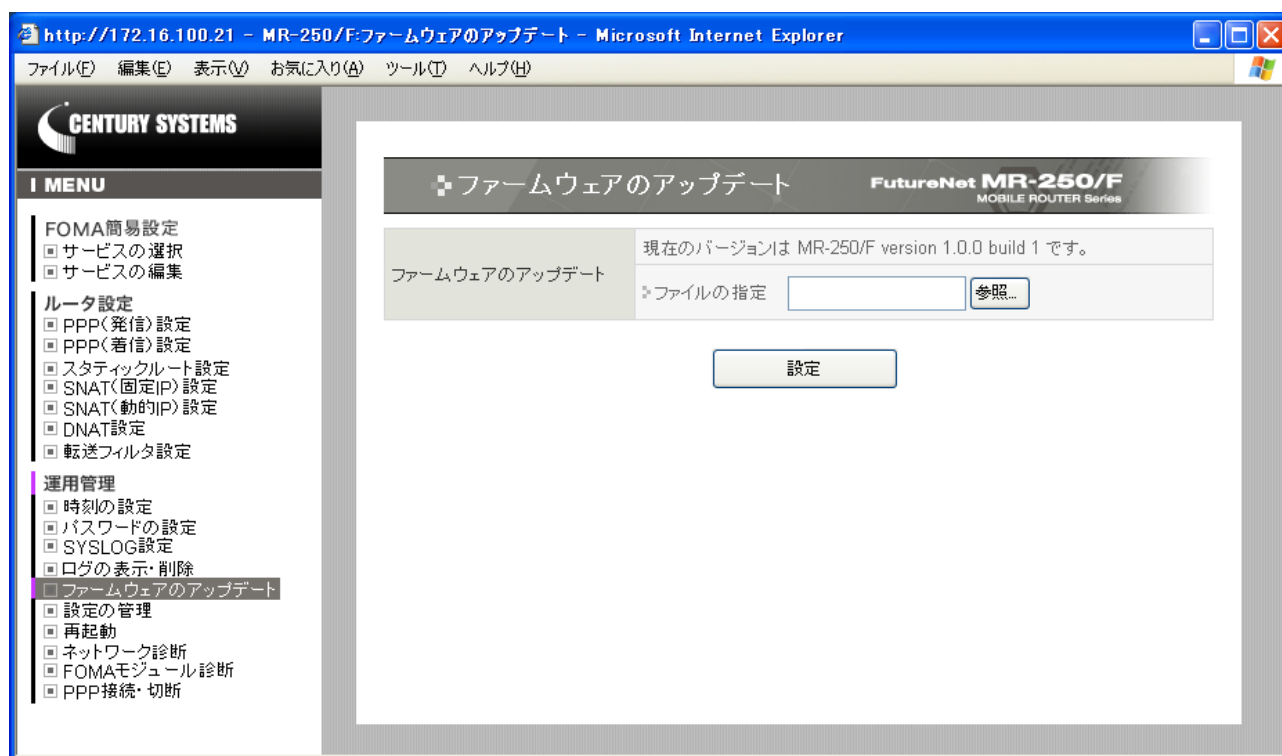 http://172.16.100.21 - MR-250/F:ファームウェアのアップデート - Microsoft Internet Explorer
ファイル(F) 編集(E) 表示(V) お気に入り(A) ツール(T) ヘルプ(H)
CENTURY SYSTEMS
MENU
FOMA簡易設定
サービスの選択
サービスの編集
ルータ設定
PPP(発信)設定
PPP(着信)設定
スタティックルート設定
SNAT(固定IP)設定
SNAT(動的IP)設定
DNAT設定
転送フィルタ設定
運用管理
時刻の設定
パスワードの設定
SYSLOG設定
ログの表示・削除
ファームウェアのアップデート
設定の管理
再起動
ネットワーク診断
FOMAモジュール診断
PPP接続・切断
ファームウェアのアップデート
FutureNet MR-250/F
MOBILE ROUTER Series
ファームウェアのアップデート
現在のバージョンは MR-250/F version 1.0.0 build 1 です。
ファイルの指定
参照...
設定